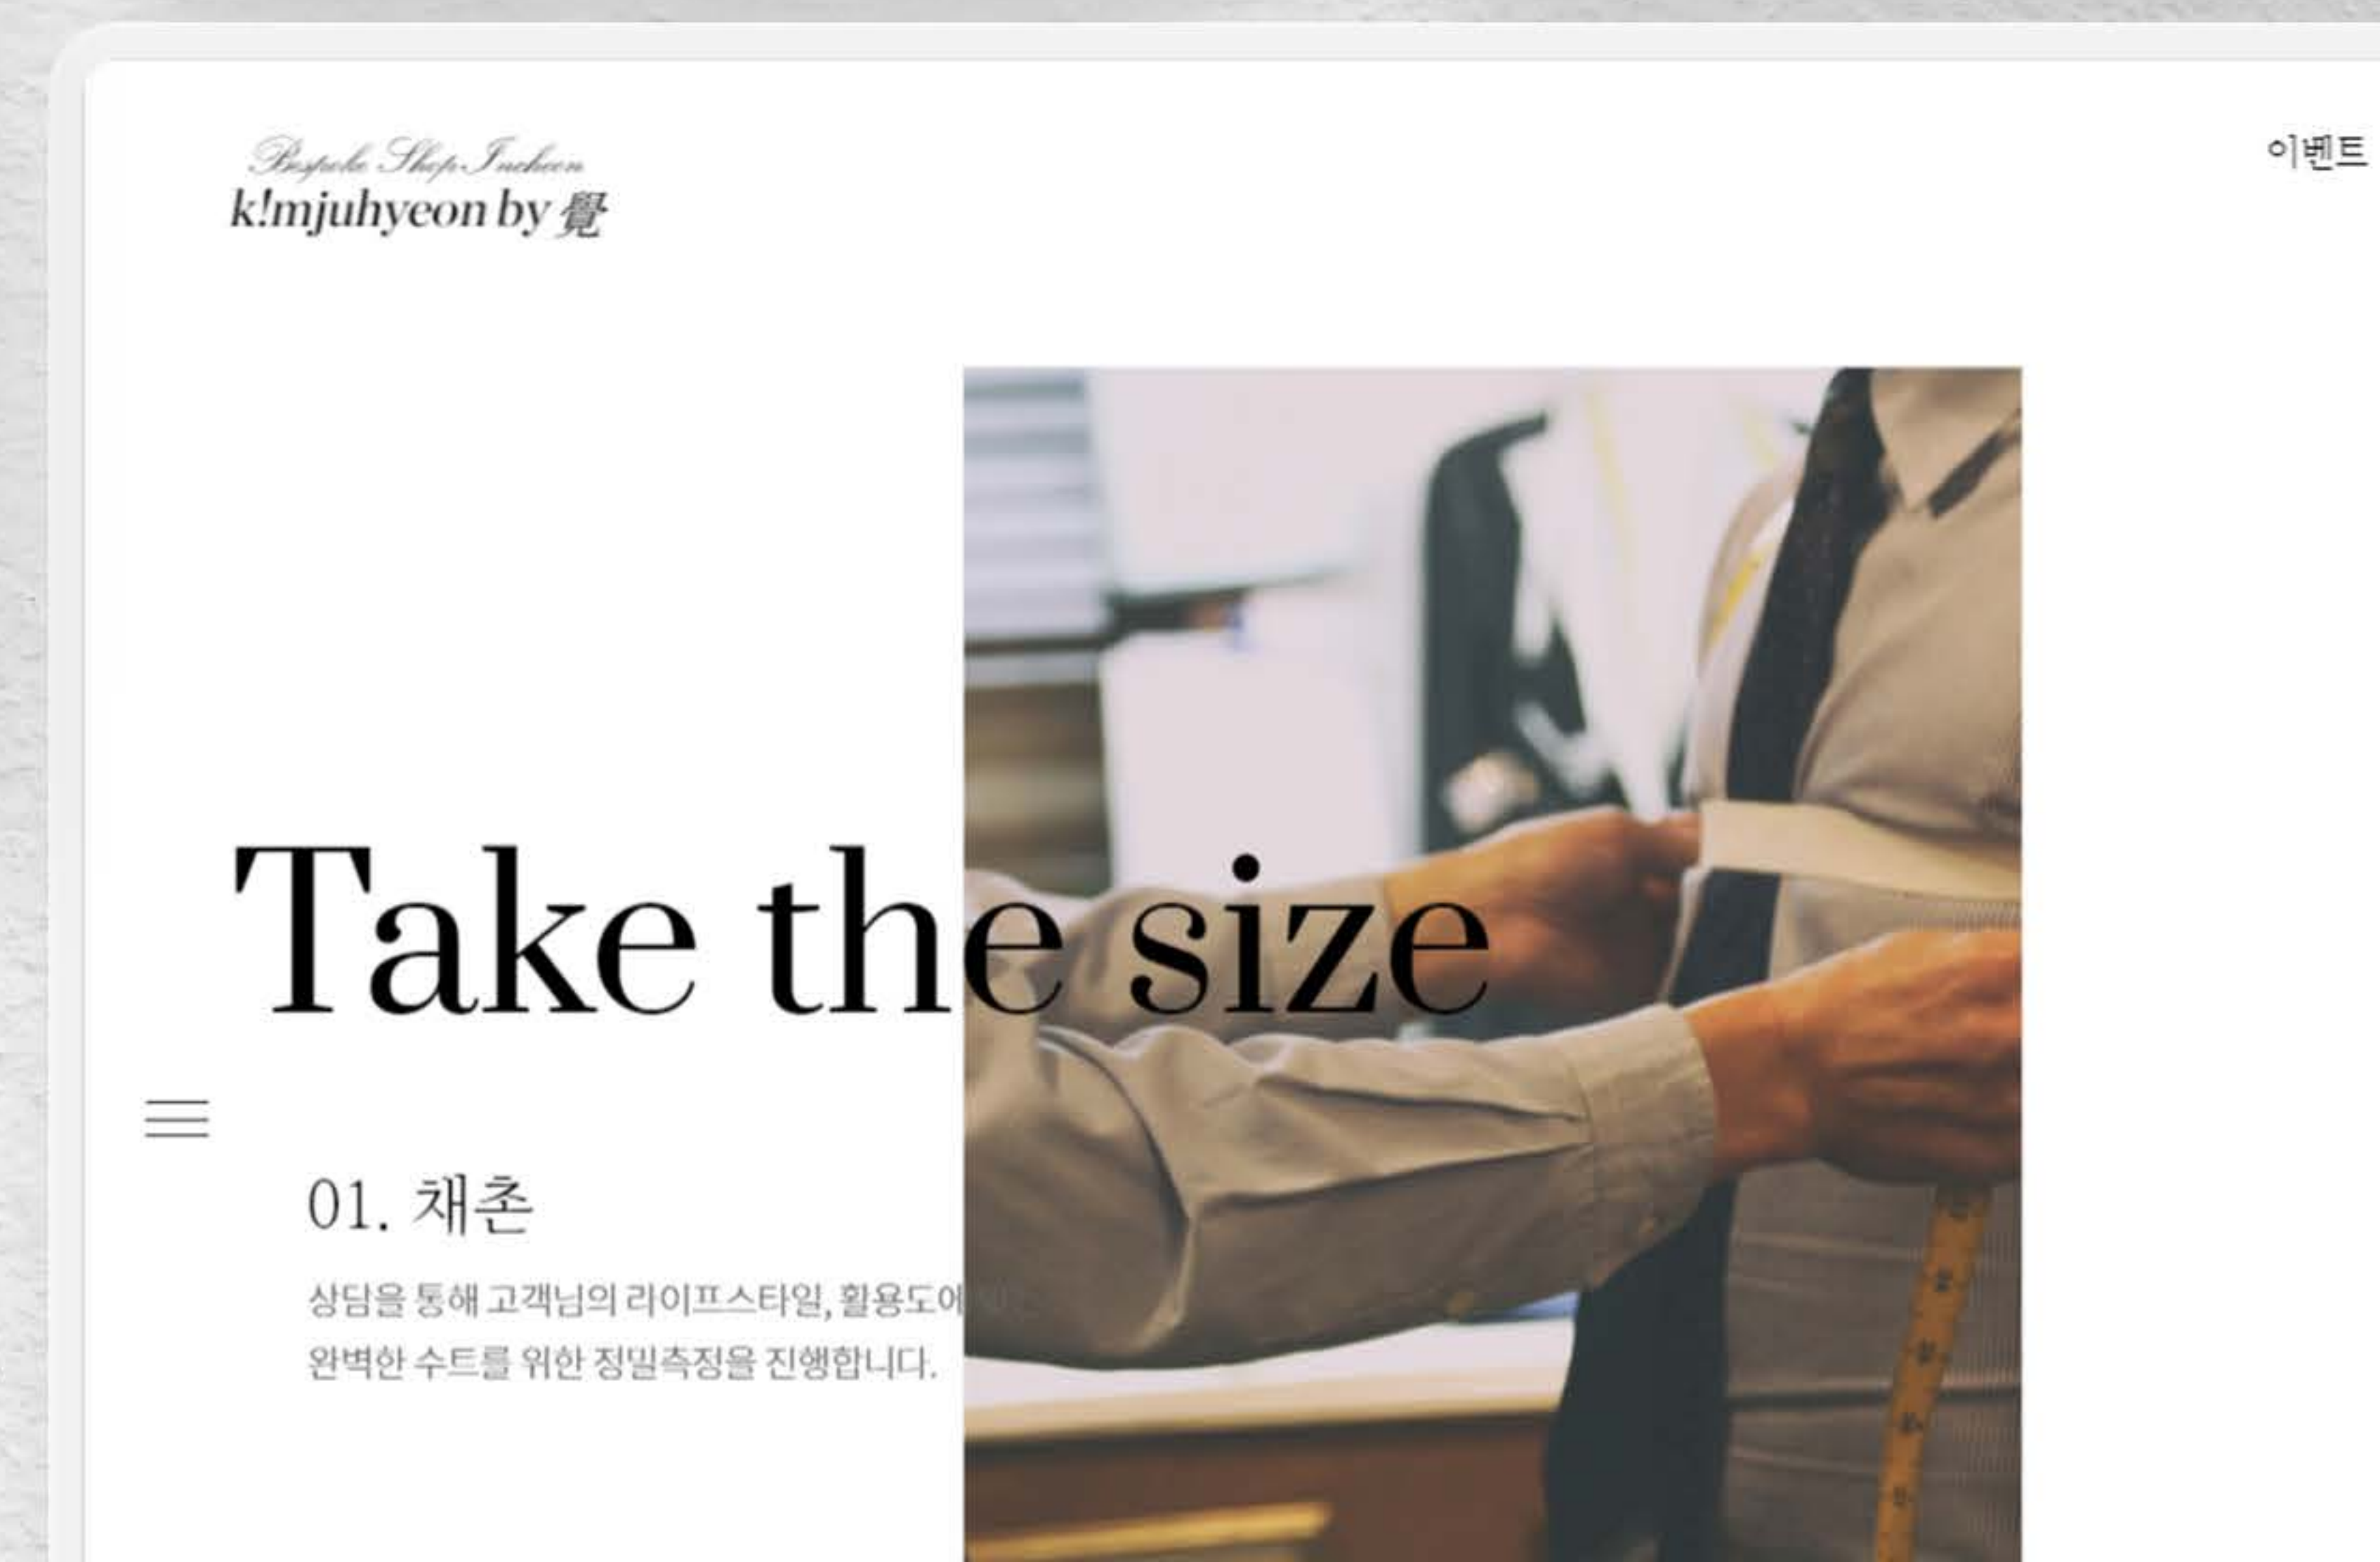 Bespoke Shop Incheon
k!mjuhyeon by 覺
이벤트
Take the size
01. 채촌
상담을 통해 고객님의 라이프스타일, 활용도에
완벽한 수트를 위한 정밀측정을 진행합니다.